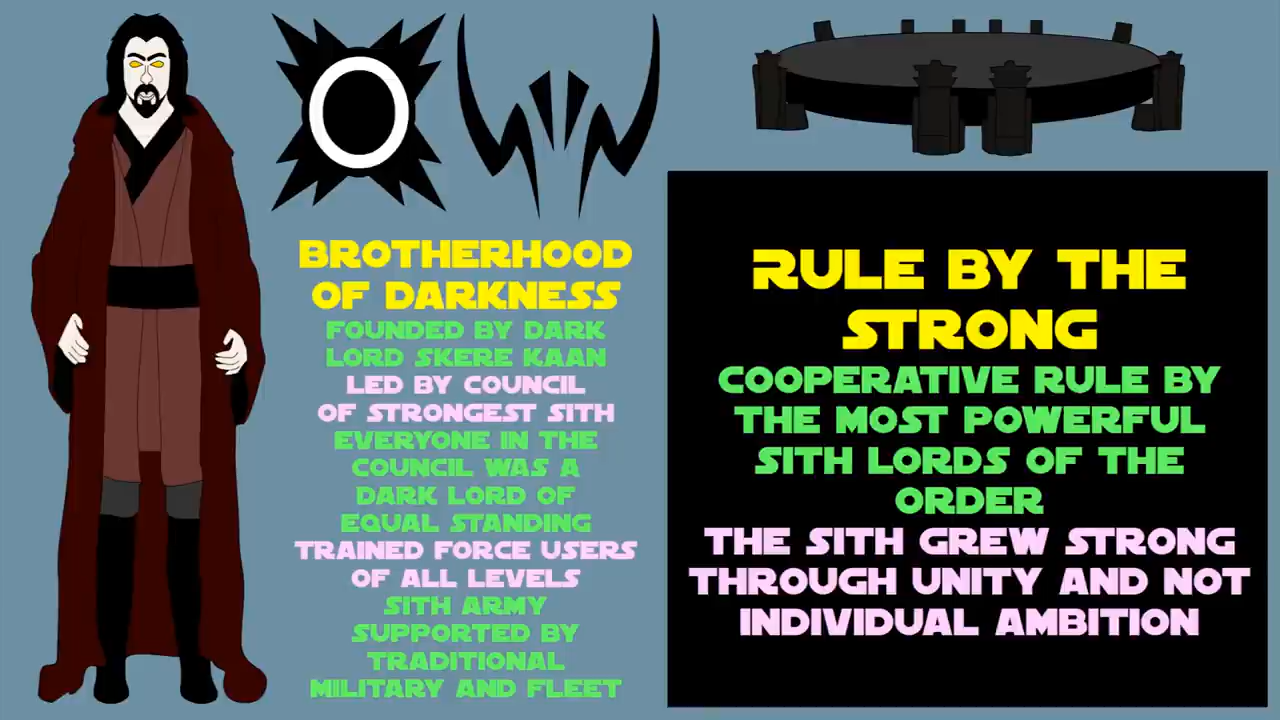 BROTHERHOOD
OF DARKNESS
FOUNDED BY DARK
LORD SKERE KAAN
LED BY COUNCIL
OF STRONGEST SITH
EVERYONE IN THE
COUNCIL WAS A
DARK LORD OF
EQUAL STANDING
TRAINED FORCE USERS
OF ALL LEVELS
SITH ARMY
SUPPORTED BY
TRADITIONAL
MILITARY AND FLEET
RULE BY THE
STRONG
COOPERATIVE RULE BY
THE MOST POWERFUL
SITH LORDS OF THE
ORDER
THE SITH GREW STRONG
THROUGH UNITY AND NOT
INDIVIDUAL AMBITION